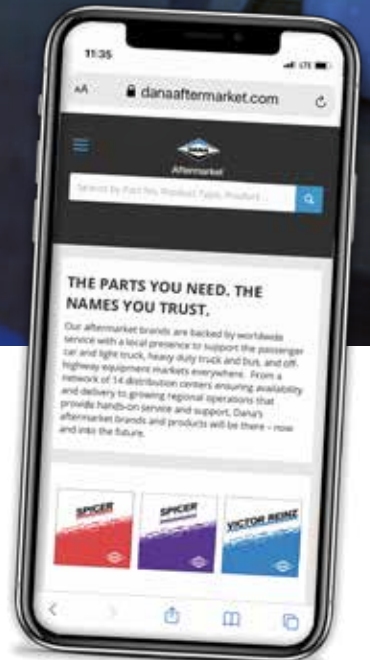 11:35
LTE
AA danaaftermarket.com
DANA
Aftermarket
Search by Part No, Product Type, Product ...
THE PARTS YOU NEED. THE
NAMES YOU TRUST.
Our aftermarket brands are backed by worldwide
service with a local presence to support the passenger
car and light truck, heavy duty truck and bus, and off-
highway equipment markets everywhere. From a
network of 14 distribution centers ensuring availability
and delivery to growing regional operations that
provide hands-on service and support, Dana's
aftermarket brands and products will be there – now
and into the future.
SPICER
SPICER
VICTOR REINZ